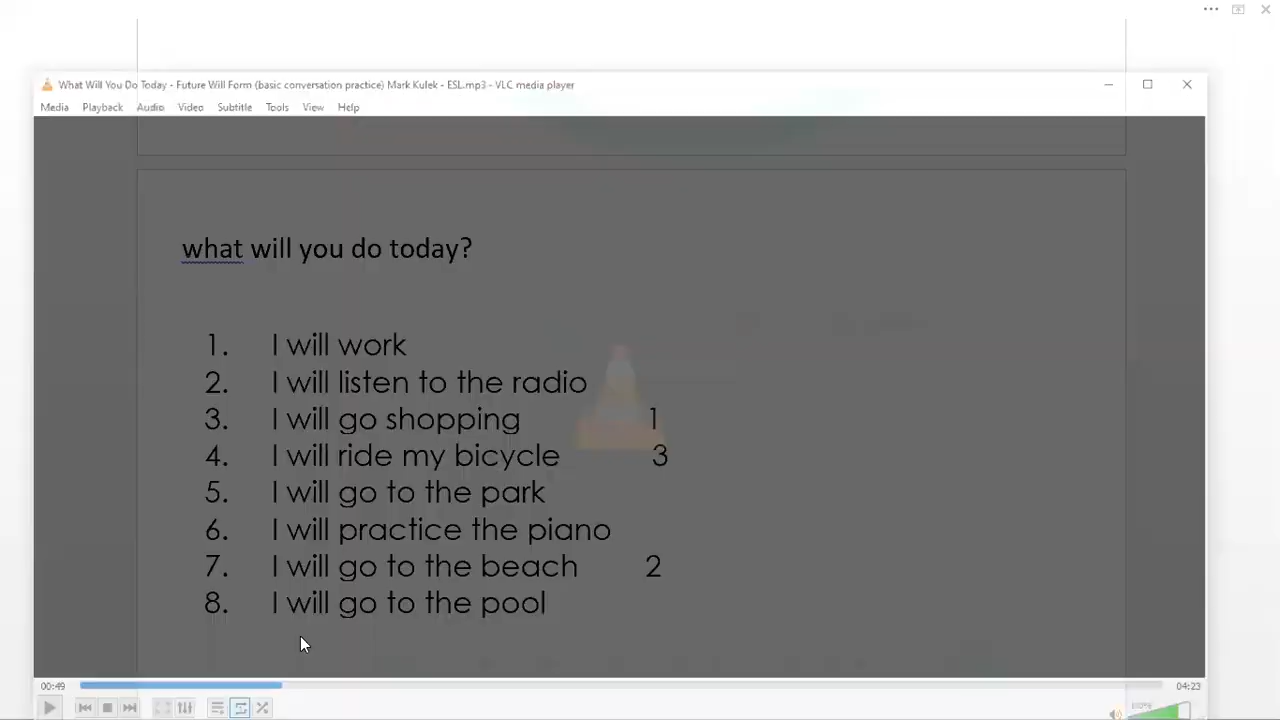 What Will You Do Today - Future Will Form (basic conversation practice) Mark Kulek - ESL.mp3 - VLC media player
Media Playback Audio Video Subtitle Tools View Help
what will you do today?
1. I will work
2. I will listen to the radio
3. I will go shopping 1
4. I will ride my bicycle 3
5. I will go to the park
6. I will practice the piano
7. I will go to the beach 2
8. I will go to the pool
00:49 04:23